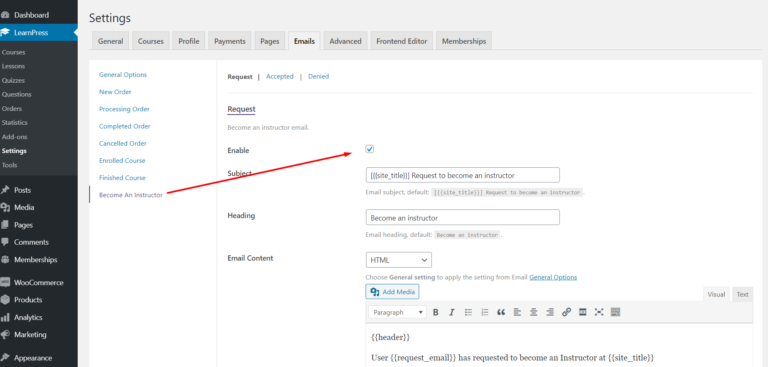 Dashboard
LearnPress
Courses
Lessons
Quizzes
Questions
Orders
Statistics
Add-ons
Settings
Tools
Posts
Media
Pages
Comments
Memberships
WooCommerce
Products
Analytics
Marketing
Appearance
Settings
General Courses Profile Payments Pages Emails Advanced Frontend Editor Memberships
General Options
New Order
Processing Order
Completed Order
Cancelled Order
Enrolled Course
Finished Course
Become An Instructor
Request | Accepted | Denied
Request
Become an instructor email.
Enable
Subject
[{{site_title}}] Request to become an instructor
Email subject, default: [{{site_title}}] Request to become an instructor.
Heading
Become an instructor
Email heading, default: Become an instructor.
Email Content
HTML
Choose General setting to apply the setting from Email General Options
Add Media
Visual Text
Paragraph
{{header}}
User {{request_email}} has requested to become an Instructor at {{site_title}}